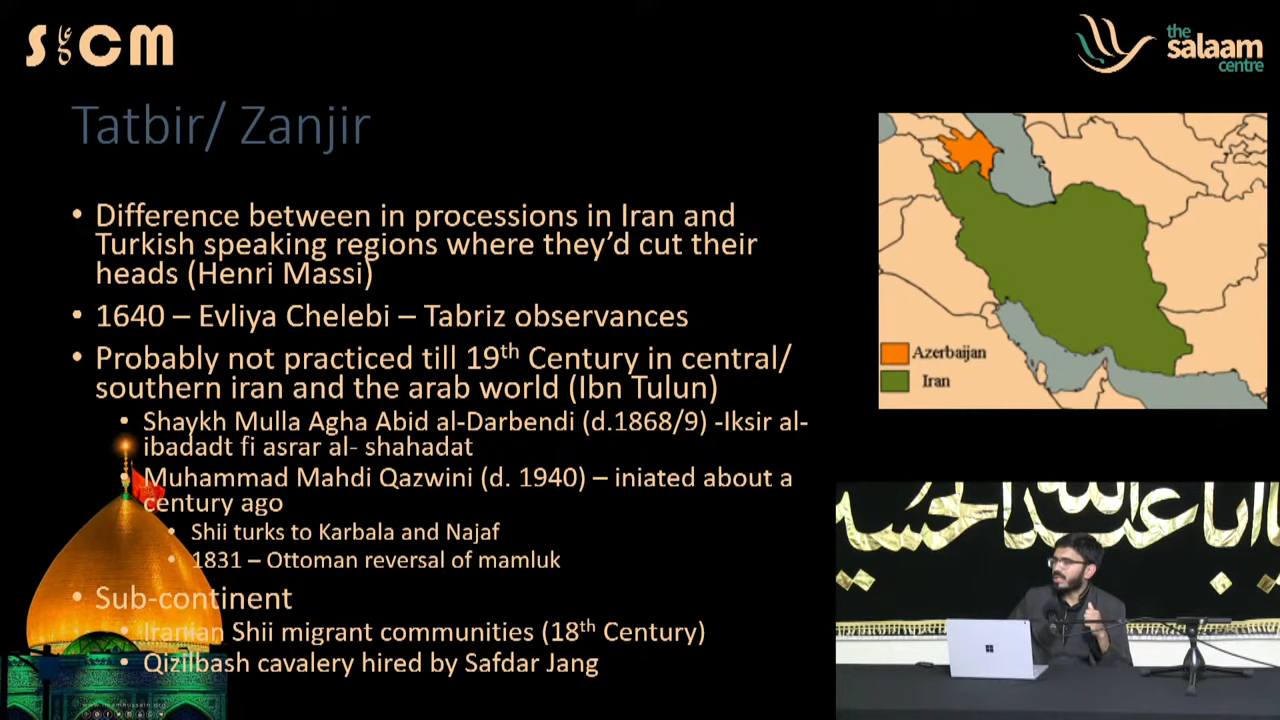 SICM
the
salaam
centre
Tatbir/ Zanjir
• Difference between in processions in Iran and
Turkish speaking regions where they'd cut their
heads (Henri Massi)
• 1640 – Evliya Chelebi – Tabriz observances
• Probably not practiced till 19th Century in central/
southern iran and the arab world (Ibn Tulun)
• Shaykh Mulla Agha Abid al-Darbendi (d.1868/9) -Iksir al-
ibadadt fi asrar al- shahadat
• Muhammad Mahdi Qazwini (d. 1940) – iniated about a
century ago
• Shii turks to Karbala and Najaf
• 1831 – Ottoman reversal of mamluk
• Sub-continent
• Iranian Shii migrant communities (18th Century)
• Qizilbash cavalery hired by Safdar Jang
Azerbaijan
Iran